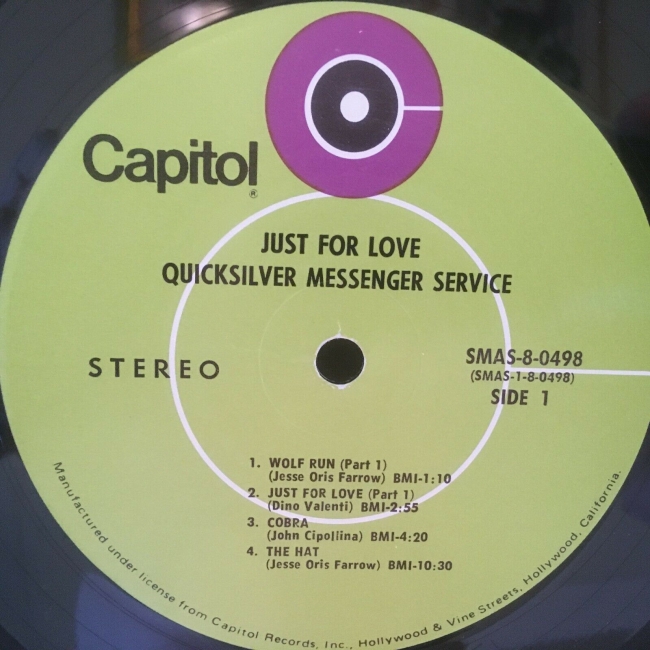 Capitol
®
JUST FOR LOVE
QUICKSILVER MESSENGER SERVICE
STEREO
SMAS-8-0498
(SMAS-1-8-0498)
SIDE 1
1. WOLF RUN (Part 1)
(Jesse Oris Farrow) BMI-1:10
2. JUST FOR LOVE (Part 1)
(Dino Valenti) BMI-2:55
3. COBRA
(John Cipollina) BMI-4:20
4. THE HAT
(Jesse Oris Farrow) BMI-10:30
Manufactured under license from Capitol Records, Inc., Hollywood & Vine Streets, Hollywood, California.